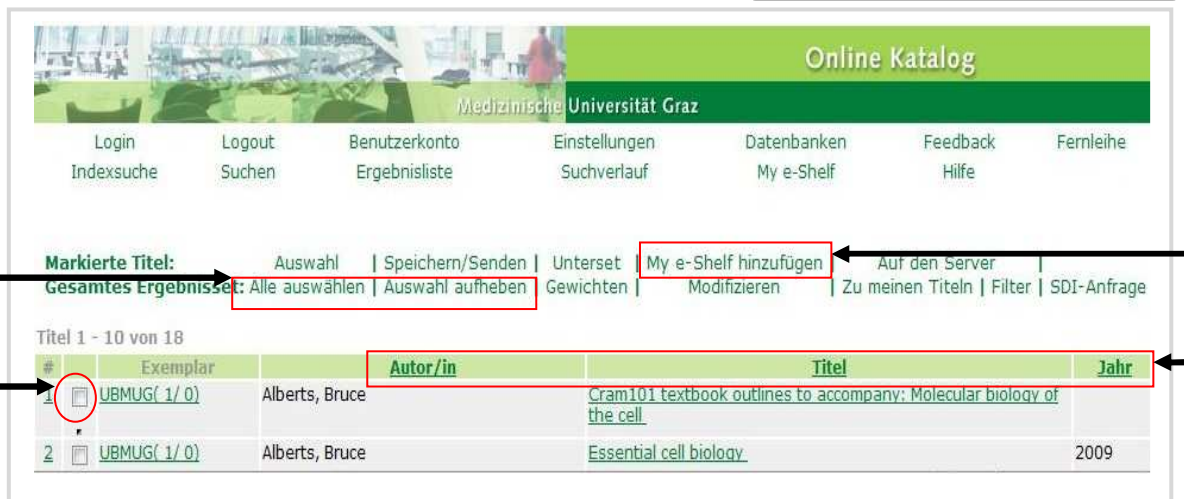 Online Katalog
Medizinische Universität Graz
Login Logout Benutzerkonto Einstellungen Datenbanken Feedback Fernleihe
Indexsuche Suchen Ergebnisliste Suchverlauf My e-Shelf Hilfe
Markierte Titel: Auswahl | Speichern/Senden | Unterset | My e-Shelf hinzufügen | Auf den Server |
Gesamtes Ergebnisset: Alle auswählen | Auswahl aufheben | Gewichten | Modifizieren | Zu meinen Titeln | Filter | SDI-Anfrage
Titel 1 - 10 von 18
# Exemplar Autor/in Titel Jahr
1 UBMUG( 1/ 0) Alberts, Bruce Cram101 textbook outlines to accompany: Molecular biology of
the cell
2 UBMUG( 1/ 0) Alberts, Bruce Essential cell biology 2009